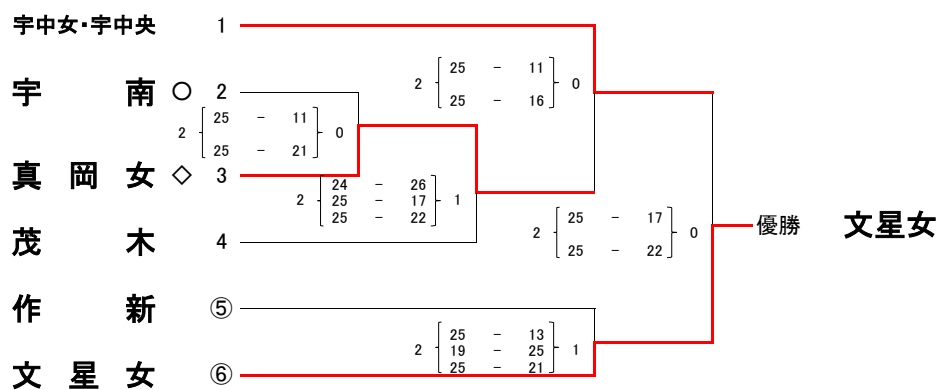 宇中女・宇中央 1
2 25 - 11 0
25 - 16
宇 南 ○ 2
2 25 - 11 0
25 - 21
真 岡 女 ◇ 3
2 24 - 26 1
25 - 17
25 - 22
茂 木 4
2 25 - 17 0
25 - 22
優勝 文星女
作 新 ⑤
2 25 - 13 1
19 - 25
25 - 21
文 星 女 ⑥